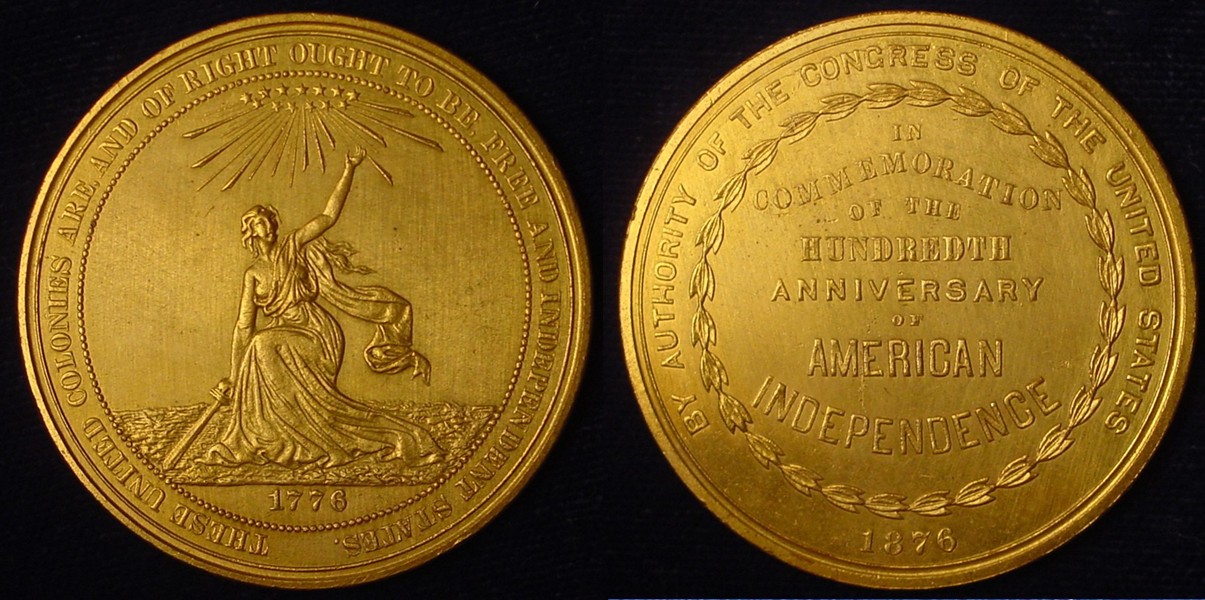 THESE UNITED COLONIES ARE AND OF RIGHT OUGHT TO BE FREE AND INDEPENDENT STATES.
1776
BY AUTHORITY OF THE CONGRESS OF THE UNITED STATES
IN
COMMEMORATION
OF THE
HUNDREDTH
ANNIVERSARY
OF
AMERICAN
INDEPENDENCE
1876